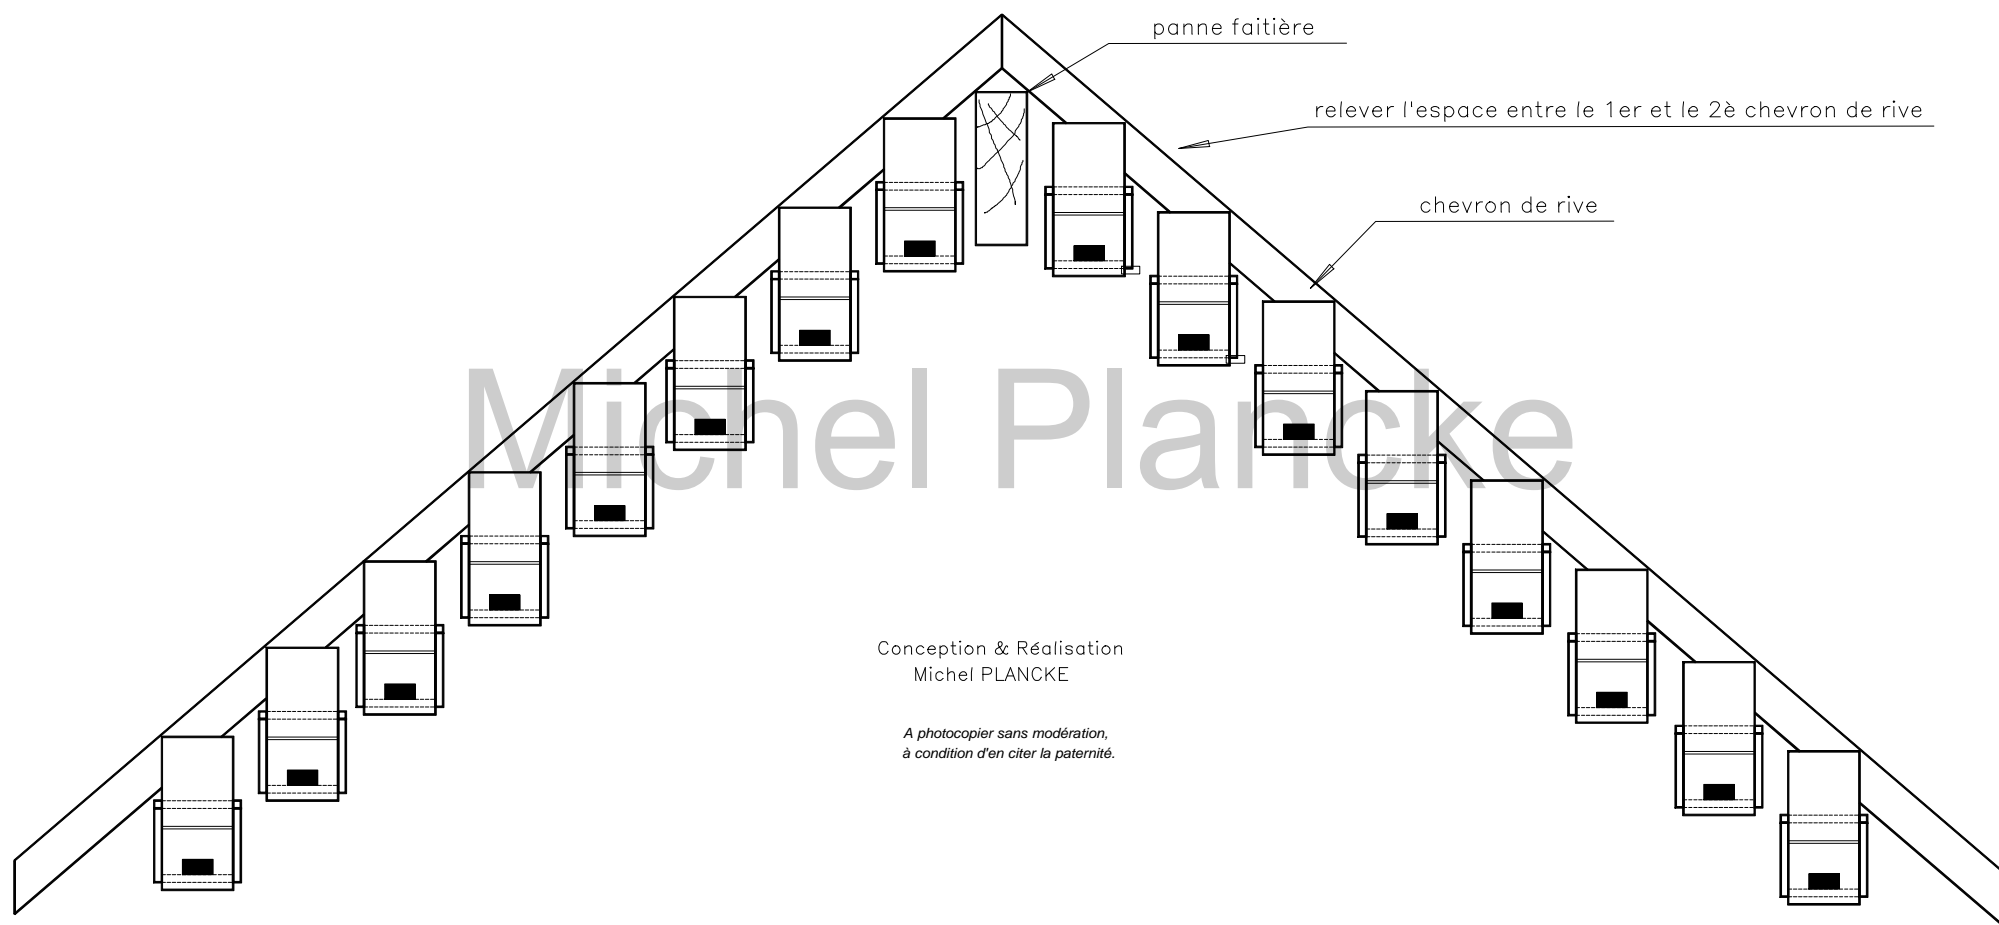 panne faitière
relever l'espace entre le 1er et le 2è chevron de rive
chevron de rive
Michel Plancke
Conception & Réalisation
Michel PLANCKE
A photocopier sans modération,
à condition d'en citer la paternité.